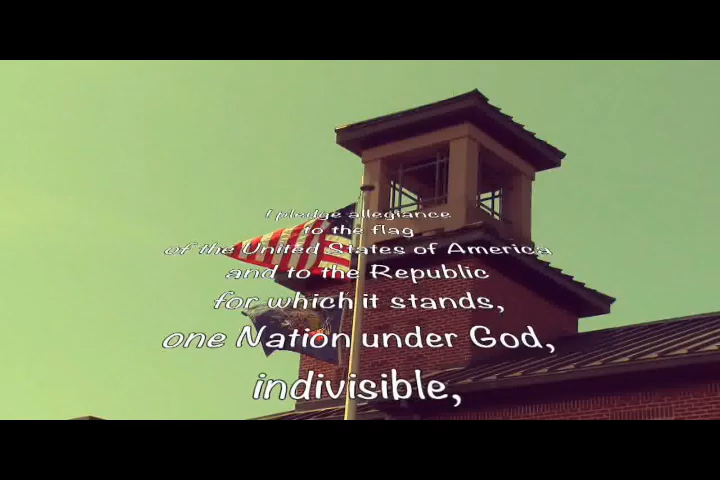 I pledge allegiance
to the flag
of the United States of America
and to the Republic
for which it stands,
one Nation under God,
indivisible,